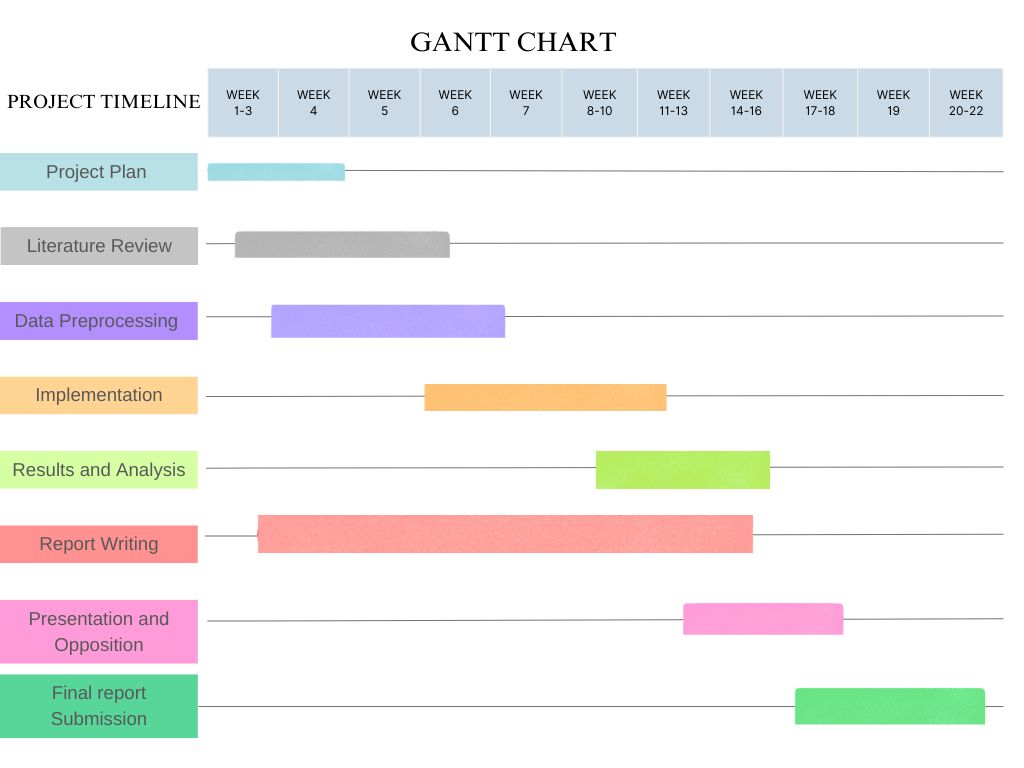 GANTT CHART
PROJECT TIMELINE
WEEK 1-3
WEEK 4
WEEK 5
WEEK 6
WEEK 7
WEEK 8-10
WEEK 11-13
WEEK 14-16
WEEK 17-18
WEEK 19
WEEK 20-22
Project Plan
Literature Review
Data Preprocessing
Implementation
Results and Analysis
Report Writing
Presentation and
Opposition
Final report
Submission